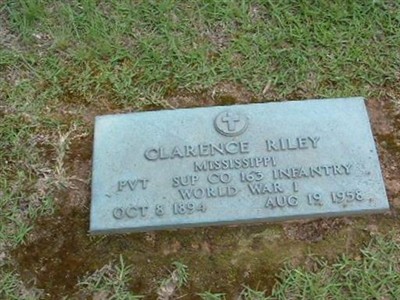 CLARENCE RILEY
MISSISSIPPI
PVT SUP CO 163 INFANTRY
WORLD WAR I
OCT 8 1894 AUG 19 1958